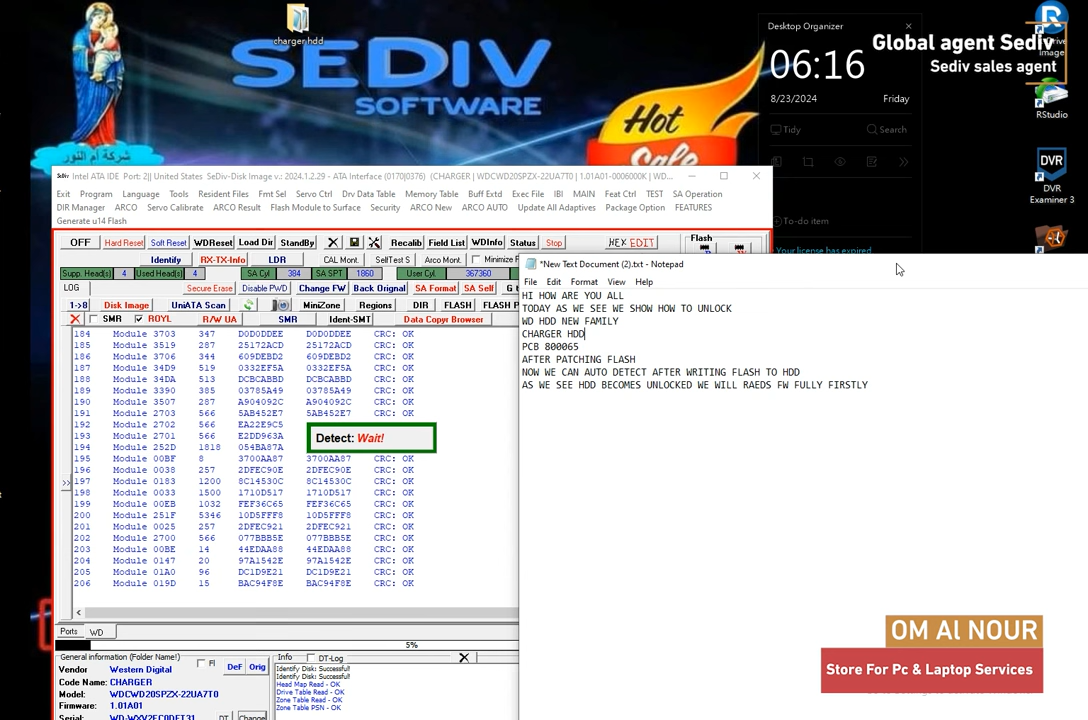 charger hdd
SEDIV
SOFTWARE
Hot
Sale
شركة أم النور
Desktop Organizer
06:16
8/23/2024 Friday
Tidy Search
To-do item
Your license has expired
Global agent Sediv
Sediv sales agent
Image
RStudio
DVR
DVR
Examiner 3
SeDiv Intel ATA IDE Port: 2|| United States SeDiv-Disk Image v.: 2024.1.2.29 - ATA Interface (0170|0376) (CHARGER | WDCWD20SPZX-22UA7T0 | 1.01A01-0006000K | WD...
Exit Program Language Tools Resident Files Fmt Sel Servo Ctrl Drv Data Table Memory Table Buff Extd Exec File IBI MAIN Feat Ctrl TEST SA Operation
DIR Manager ARCO Servo Calibrate ARCO Result Flash Module to Surface Security ARCO New ARCO AUTO Update All Adaptives Package Option FEATURES
Generate u14 Flash
OFF Hard Reset Soft Reset WDReset Load Dir StandBy Recalib Field List WDInfo Status Stop HEX EDIT Flash
Identify RX-TX-Info LDR CAL Mont. SelfTest S Arco Mont. Minimize F
Supp. Head(s) 4 Used Head(s) 4 SA Cyl 384 SA SPT 1860 User Cyl 367360
LOG Secure Erase Disable PWD Change FW Back Orignal SA Format SA Self G
1->8 Disk Image UniATA Scan MiniZone Regions DIR FLASH FLASH P
SMR ROYL R/W UA SMR Ident-SMT Data Copyr Browser
184 Module 3703 347 D0D0DDEE D0D0DDEE CRC: OK
185 Module 3519 287 25172ACD 25172ACD CRC: OK
186 Module 3706 344 609DEBD2 609DEBD2 CRC: OK
187 Module 34D9 519 0332EF5A 0332EF5A CRC: OK
188 Module 34DA 513 DCBCABBD DCBCABBD CRC: OK
189 Module 3390 385 03785A49 03785A49 CRC: OK
190 Module 3507 287 A904092C A904092C CRC: OK
191 Module 2703 566 5AB452E7 5AB452E7 CRC: OK
192 Module 2702 566 EA22E9C5
193 Module 2701 566 E2DD963A
194 Module 252D 1818 054BA87A
Detect: Wait!
195 Module 00BF 8 3700AA87 3700AA87 CRC: OK
196 Module 0038 257 2DFEC90E 2DFEC90E CRC: OK
197 Module 0183 1200 8C14530C 8C14530C CRC: OK
198 Module 0033 1500 1710D517 1710D517 CRC: OK
199 Module 00EB 1032 FEF36C65 FEF36C65 CRC: OK
200 Module 251F 5346 10D5FFF8 10D5FFF8 CRC: OK
201 Module 0025 257 2DFEC921 2DFEC921 CRC: OK
202 Module 2700 566 077BBB5E 077BBB5E CRC: OK
203 Module 00BE 14 44EDAA88 44EDAA88 CRC: OK
204 Module 0147 20 97A1542E 97A1542E CRC: OK
205 Module 01A0 96 DC1D9E21 DC1D9E21 CRC: OK
206 Module 019D 15 BAC94F8E BAC94F8E CRC: OK
Ports WD
5%
General information (Folder Name!)
Vendor Western Digital
Fl DeF Orig
Code Name: CHARGER
Model: WDCWD20SPZX-22UA7T0
Firmware: 1.01A01
Serial: DT Change
Info DT-Log
Identify Disk: Successful!
Identify Disk: Successful!
Head Map Read - OK
Drive Table Read - OK
Zone Table Read - OK
Zone Table PSN - OK
*New Text Document (2).txt - Notepad
File Edit Format View Help
HI HOW ARE YOU ALL
TODAY AS WE SEE WE SHOW HOW TO UNLOCK
WD HDD NEW FAMILY
CHARGER HDD
PCB 800065
AFTER PATCHING FLASH
NOW WE CAN AUTO DETECT AFTER WRITING FLASH TO HDD
AS WE SEE HDD BECOMES UNLOCKED WE WILL RAEDS FW FULLY FIRSTLY
OM Al NOUR
Store For Pc & Laptop Services